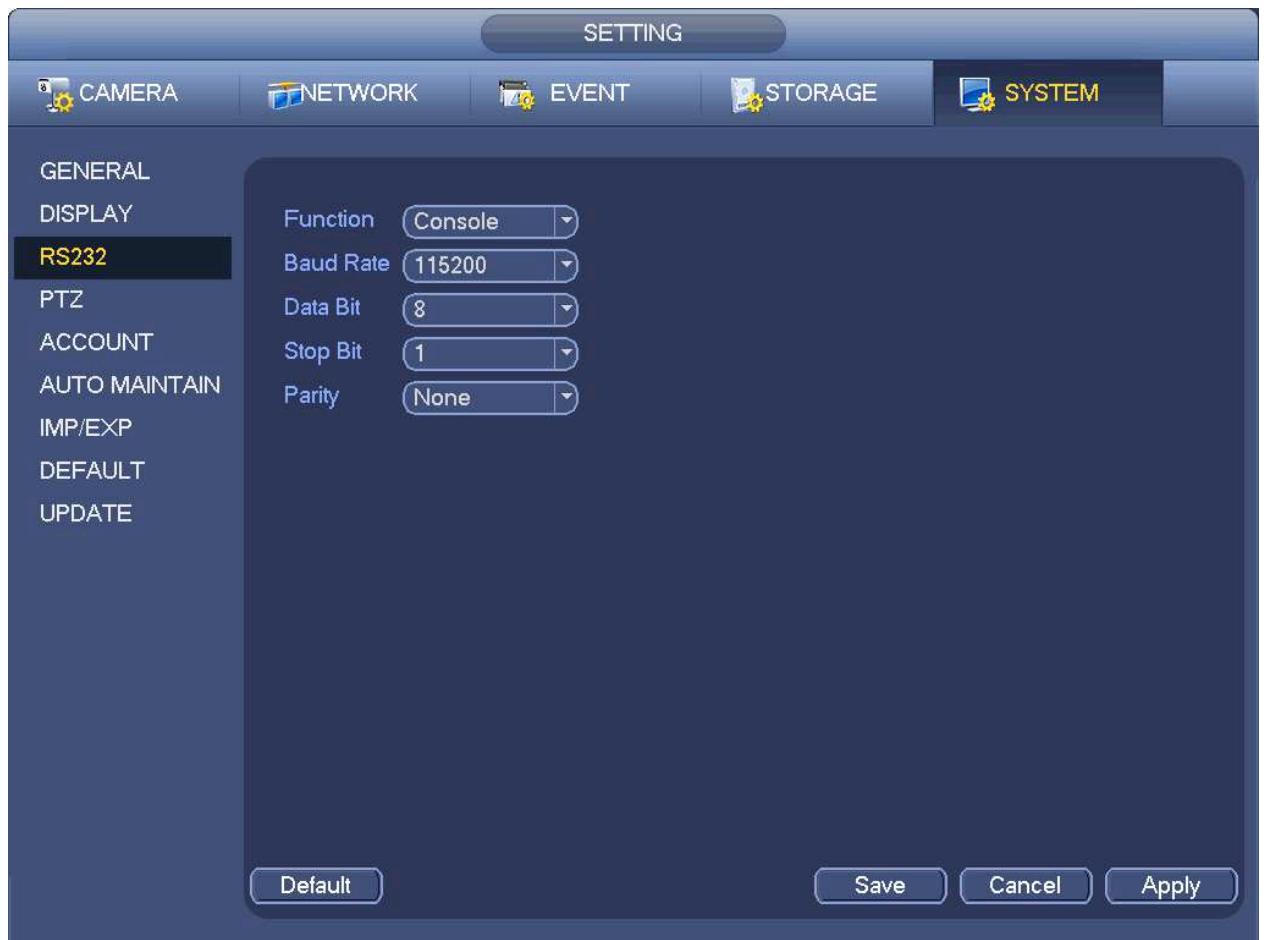 SETTING
CAMERA NETWORK EVENT STORAGE SYSTEM
GENERAL
DISPLAY
RS232
PTZ
ACCOUNT
AUTO MAINTAIN
IMP/EXP
DEFAULT
UPDATE
Function Console
Baud Rate 115200
Data Bit 8
Stop Bit 1
Parity None
Default Save Cancel Apply